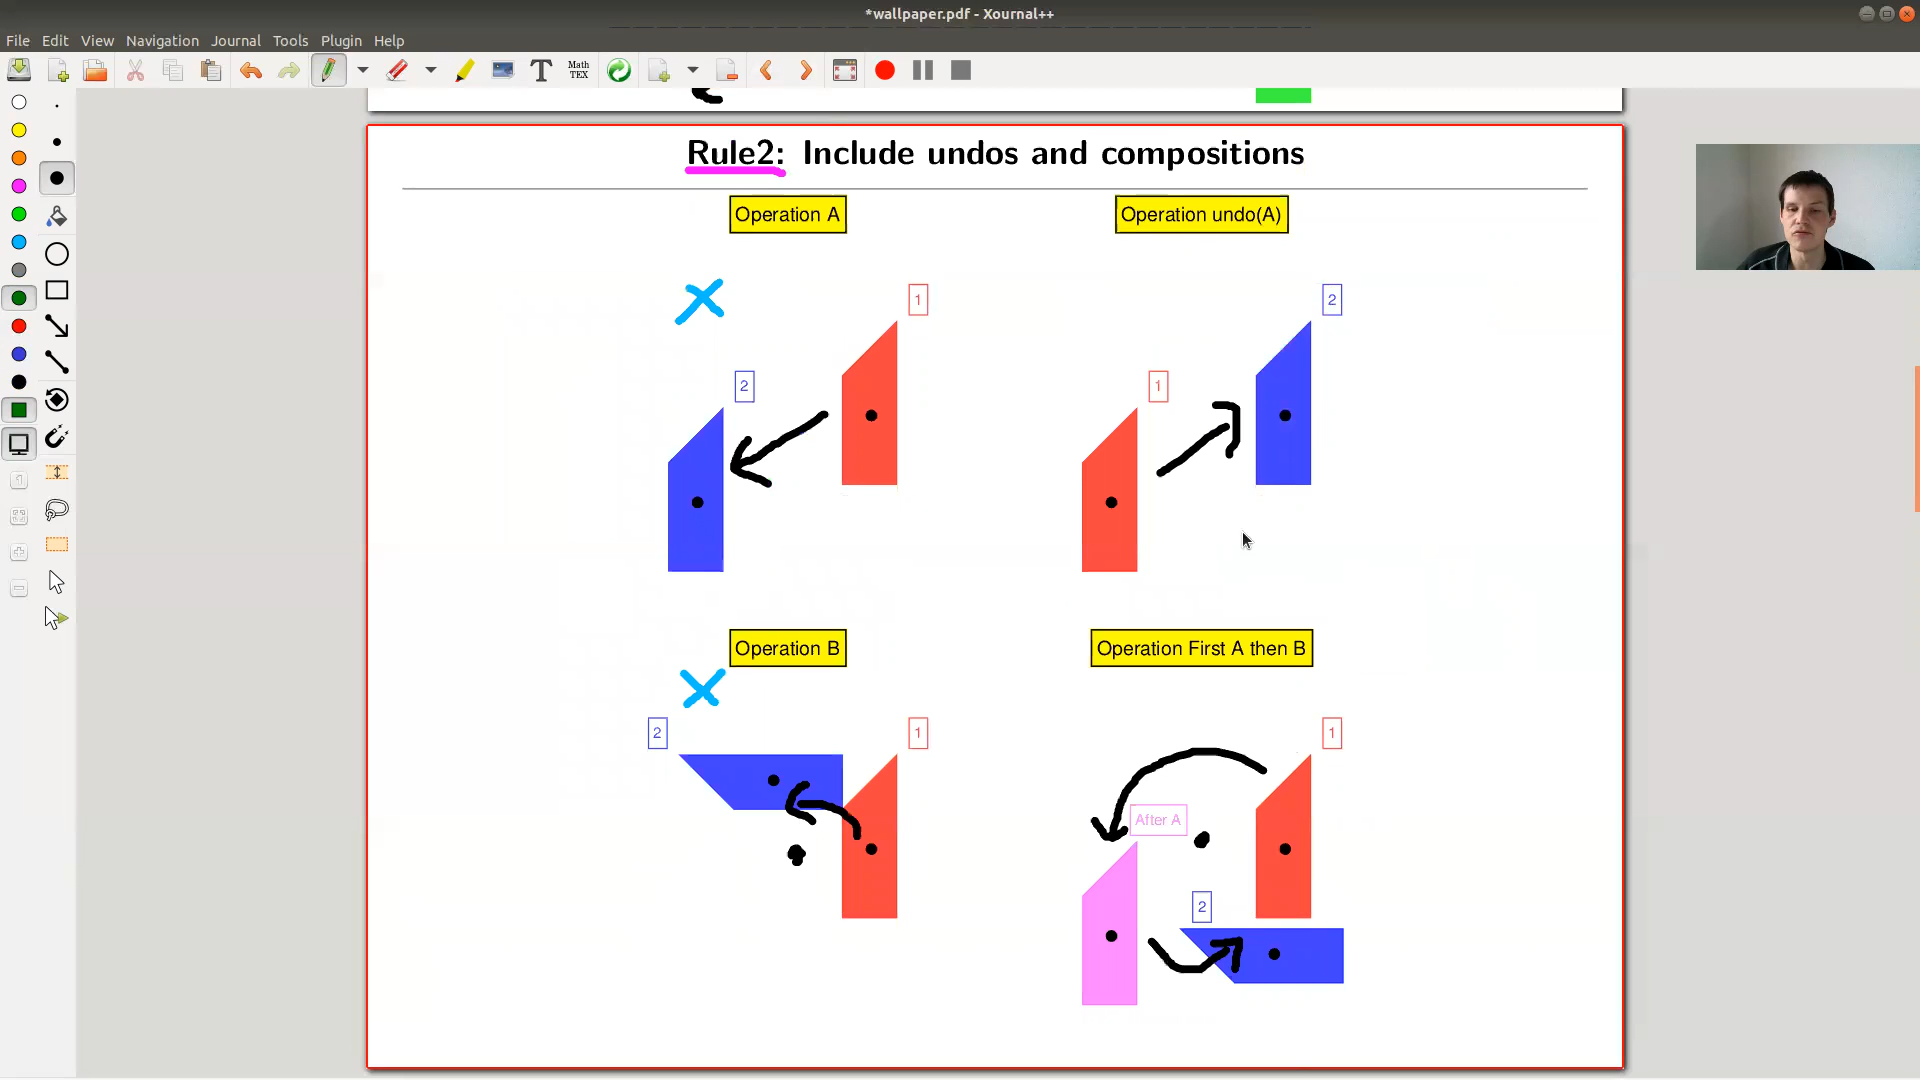 *wallpaper.pdf - Xournal++
File Edit View Navigation Journal Tools Plugin Help
Math
TEX
Rule2: Include undos and compositions
Operation A
Operation undo(A)
1
2
2
1
Operation B
Operation First A then B
2
1
1
After A
2